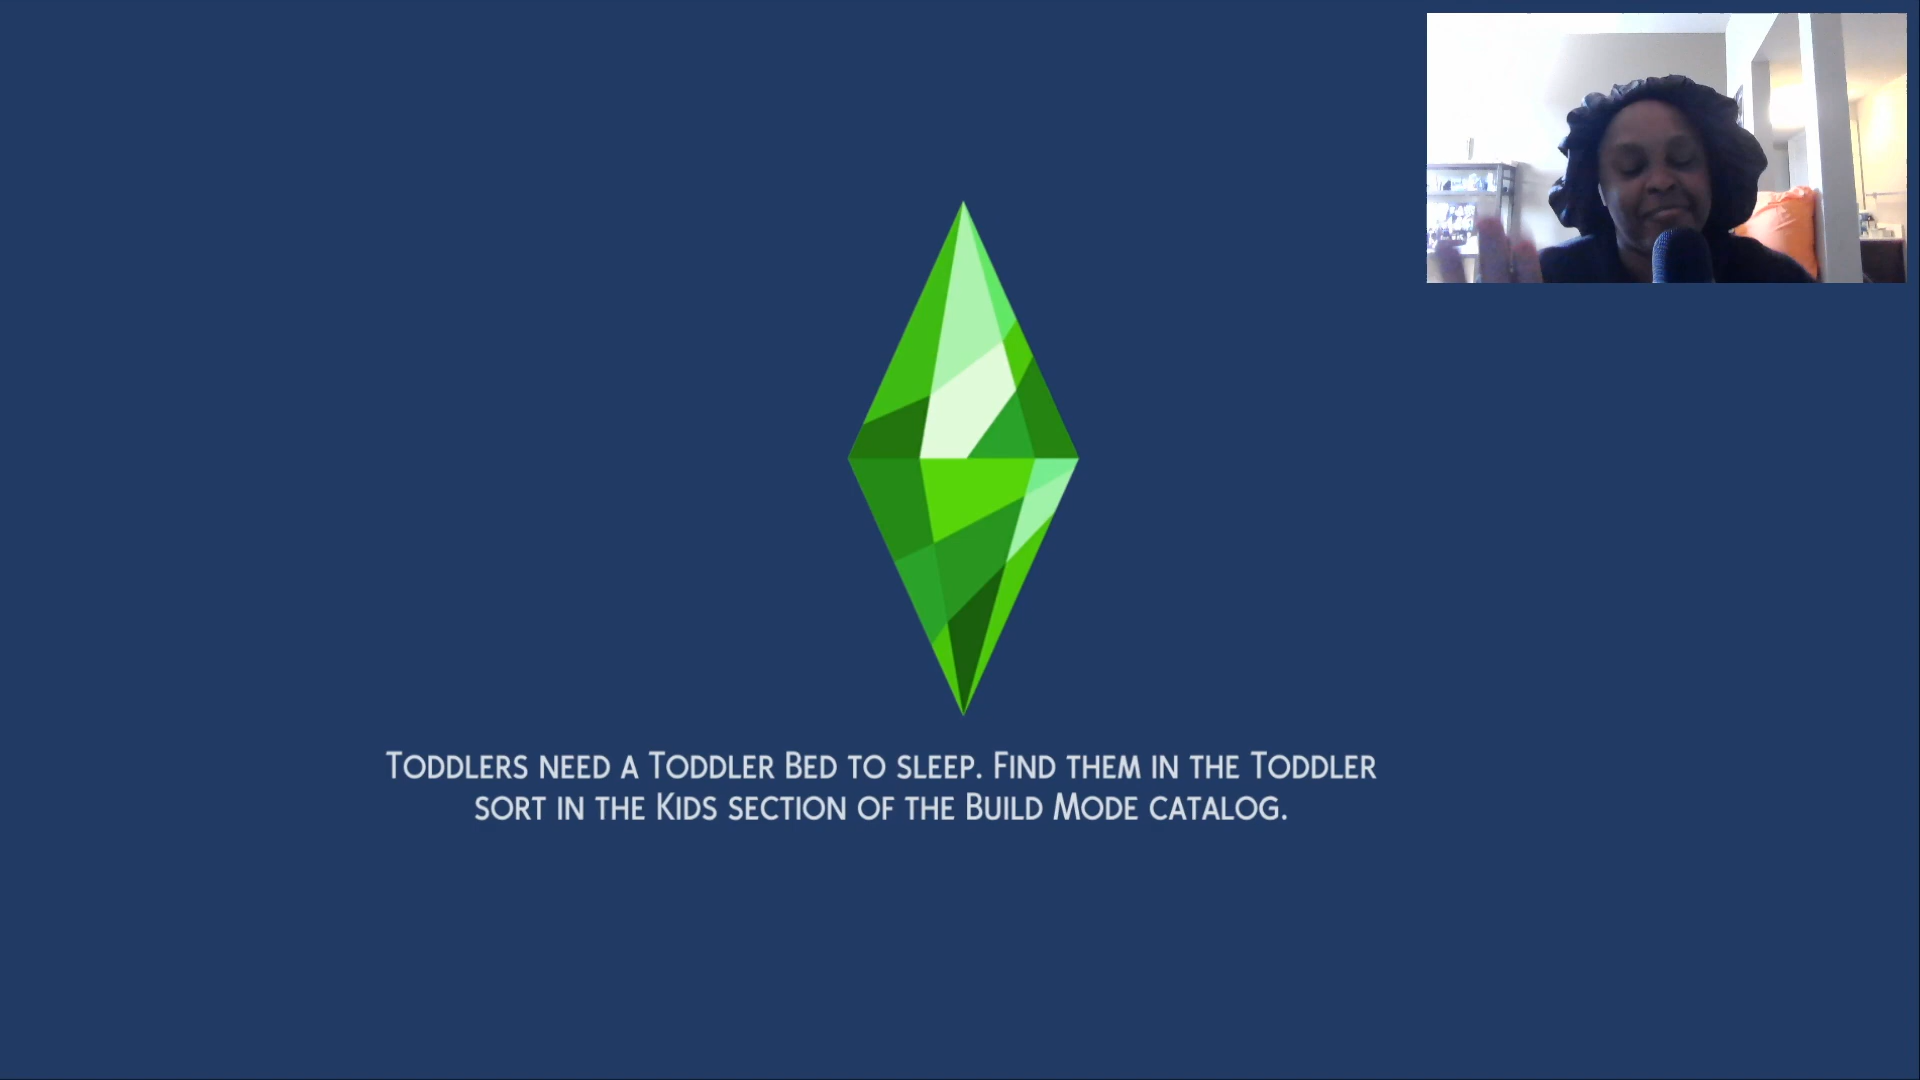 Toddlers need a Toddler Bed to sleep. Find them in the Toddler
sort in the Kids section of the Build Mode catalog.